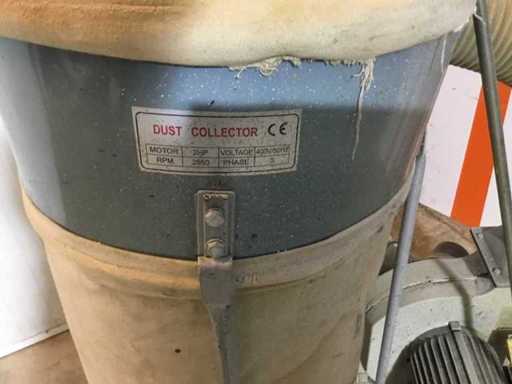 DUST COLLECTOR CE
MOTOR 2HP VOLTAGE 400V/50HZ
RPM 2850 PHASE 3